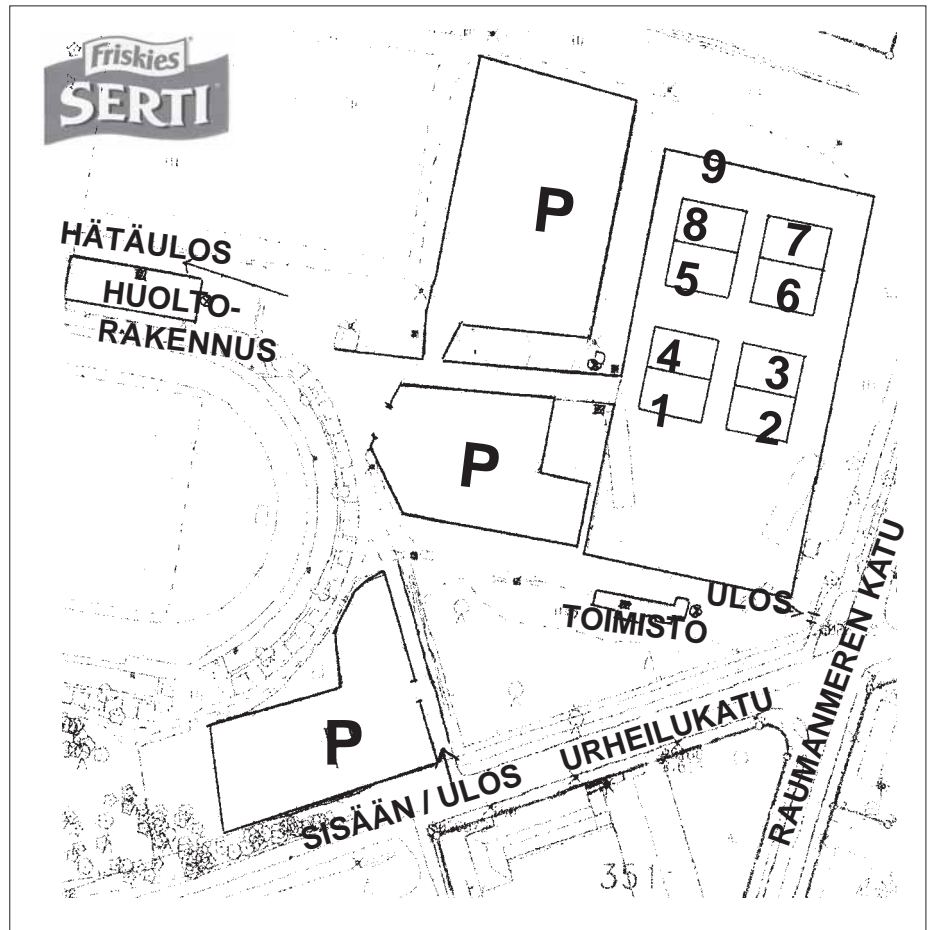 Friskies
SERTI
9
P
8
7
HÄTÄULOS
5
6
HUOLTO-
RAKENNUS
4
3
1
2
P
ULOS
TOIMISTO
RAUMANMEREN KATU
URHEILUKATU
P
SISÄÄN / ULOS
351